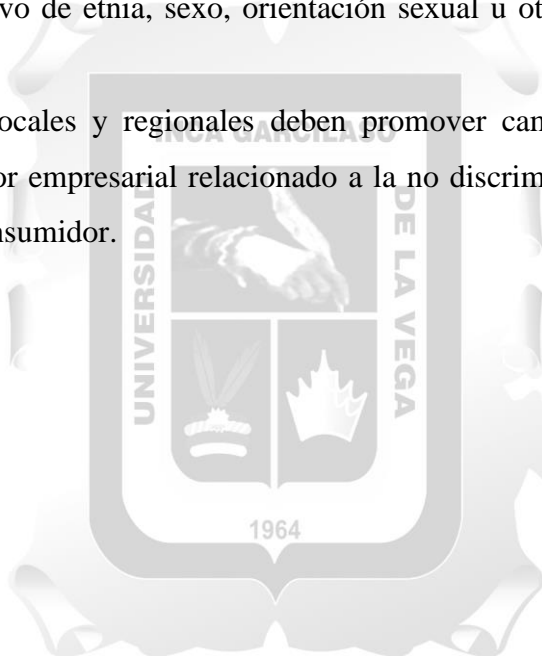 vo de etnia, sexo, orientación sexual u ot
ocales y regionales deben promover can
INCA GARCILASO
or empresarial relacionado a la no discrim
nsumidor.
UNIVERSIDAD
DE LA VEGA
1964